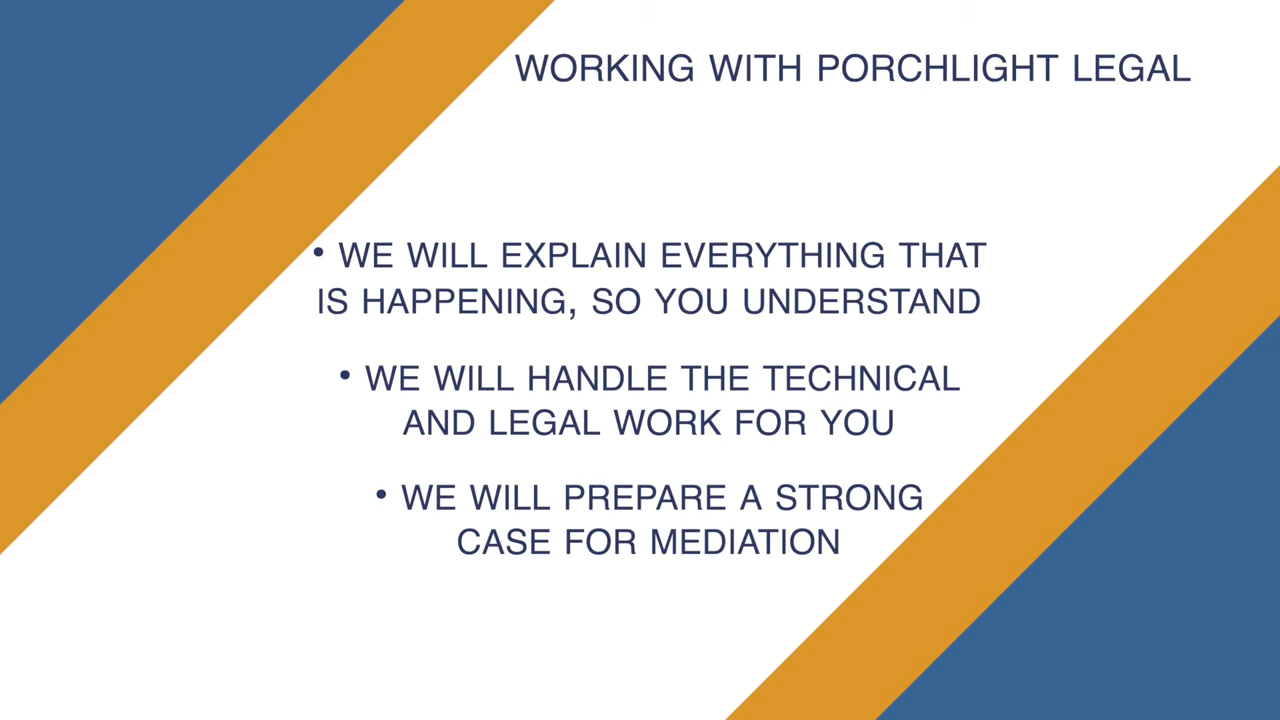 WORKING WITH PORCHLIGHT LEGAL
• WE WILL EXPLAIN EVERYTHING THAT
IS HAPPENING, SO YOU UNDERSTAND
• WE WILL HANDLE THE TECHNICAL
AND LEGAL WORK FOR YOU
• WE WILL PREPARE A STRONG
CASE FOR MEDIATION